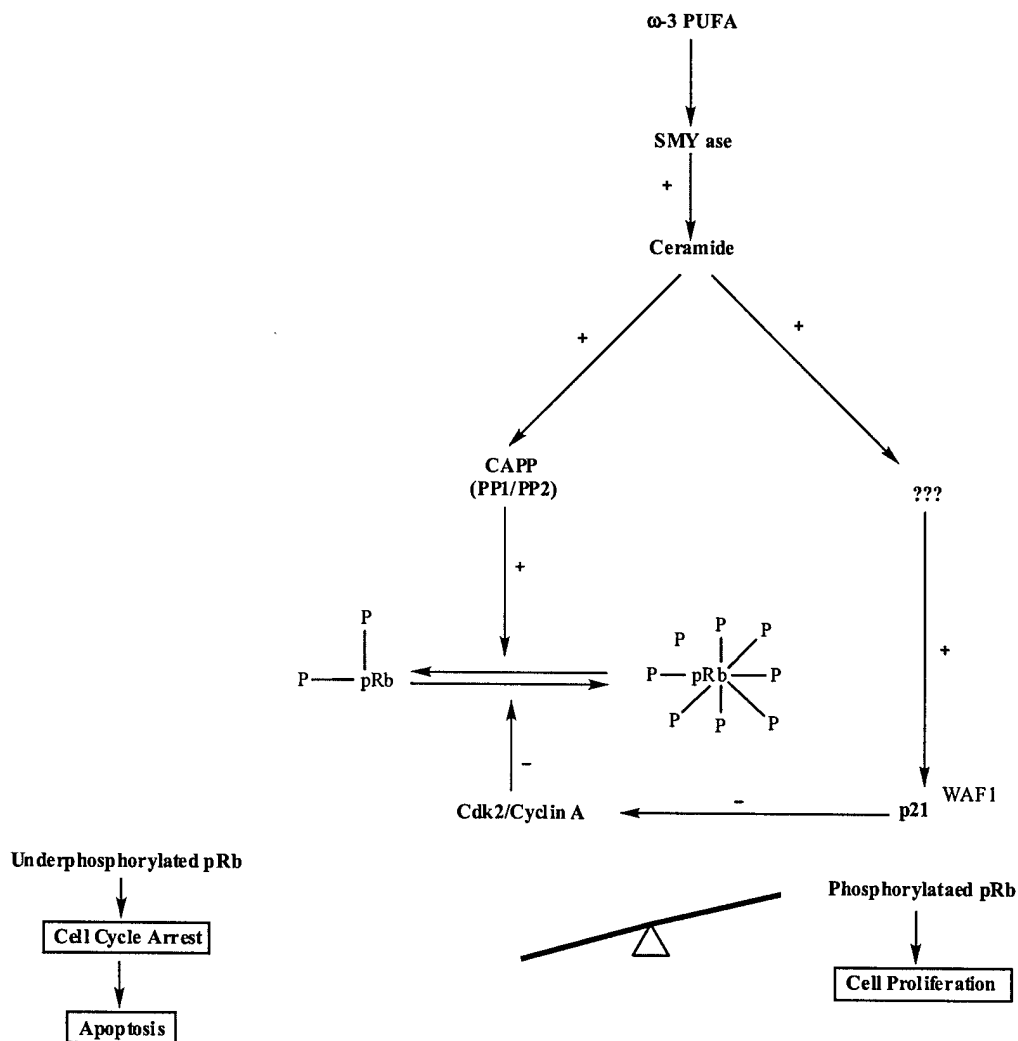 ω-3 PUFA
SMY ase
+
Ceramide
+
+
CAPP
(PP1/PP2)
???
+
+
P
P
pRb
P
P
P
P
pRb
P
P
P
P
–
Cdk2/Cyclin A
–
p21 WAF1
Underphosphorylated pRb
Cell Cycle Arrest
Apoptosis
Phosphorylataed pRb
Cell Proliferation